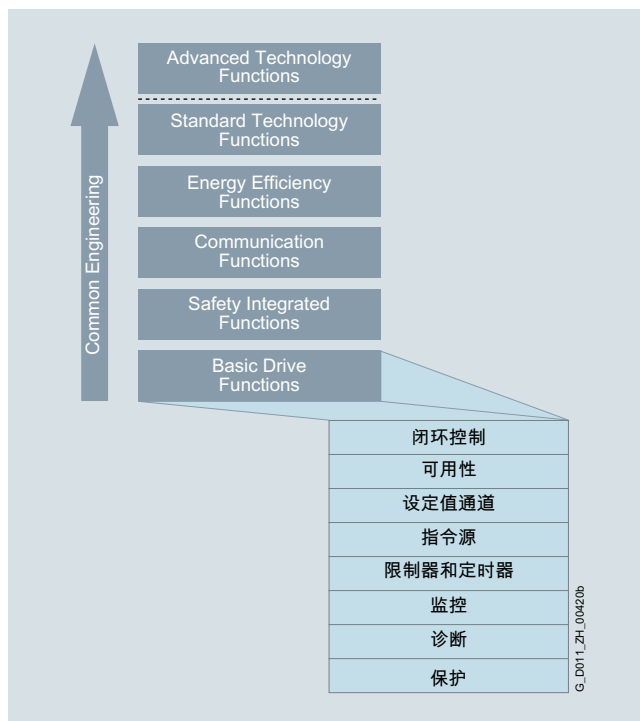 Advanced Technology
Functions
Standard Technology
Functions
Energy Efficiency
Functions
Communication
Functions
Safety Integrated
Functions
Basic Drive
Functions
Common Engineering
闭环控制
可用性
设定值通道
指令源
限制器和定时器
监控
诊断
保护
G_D011_ZH_00420b